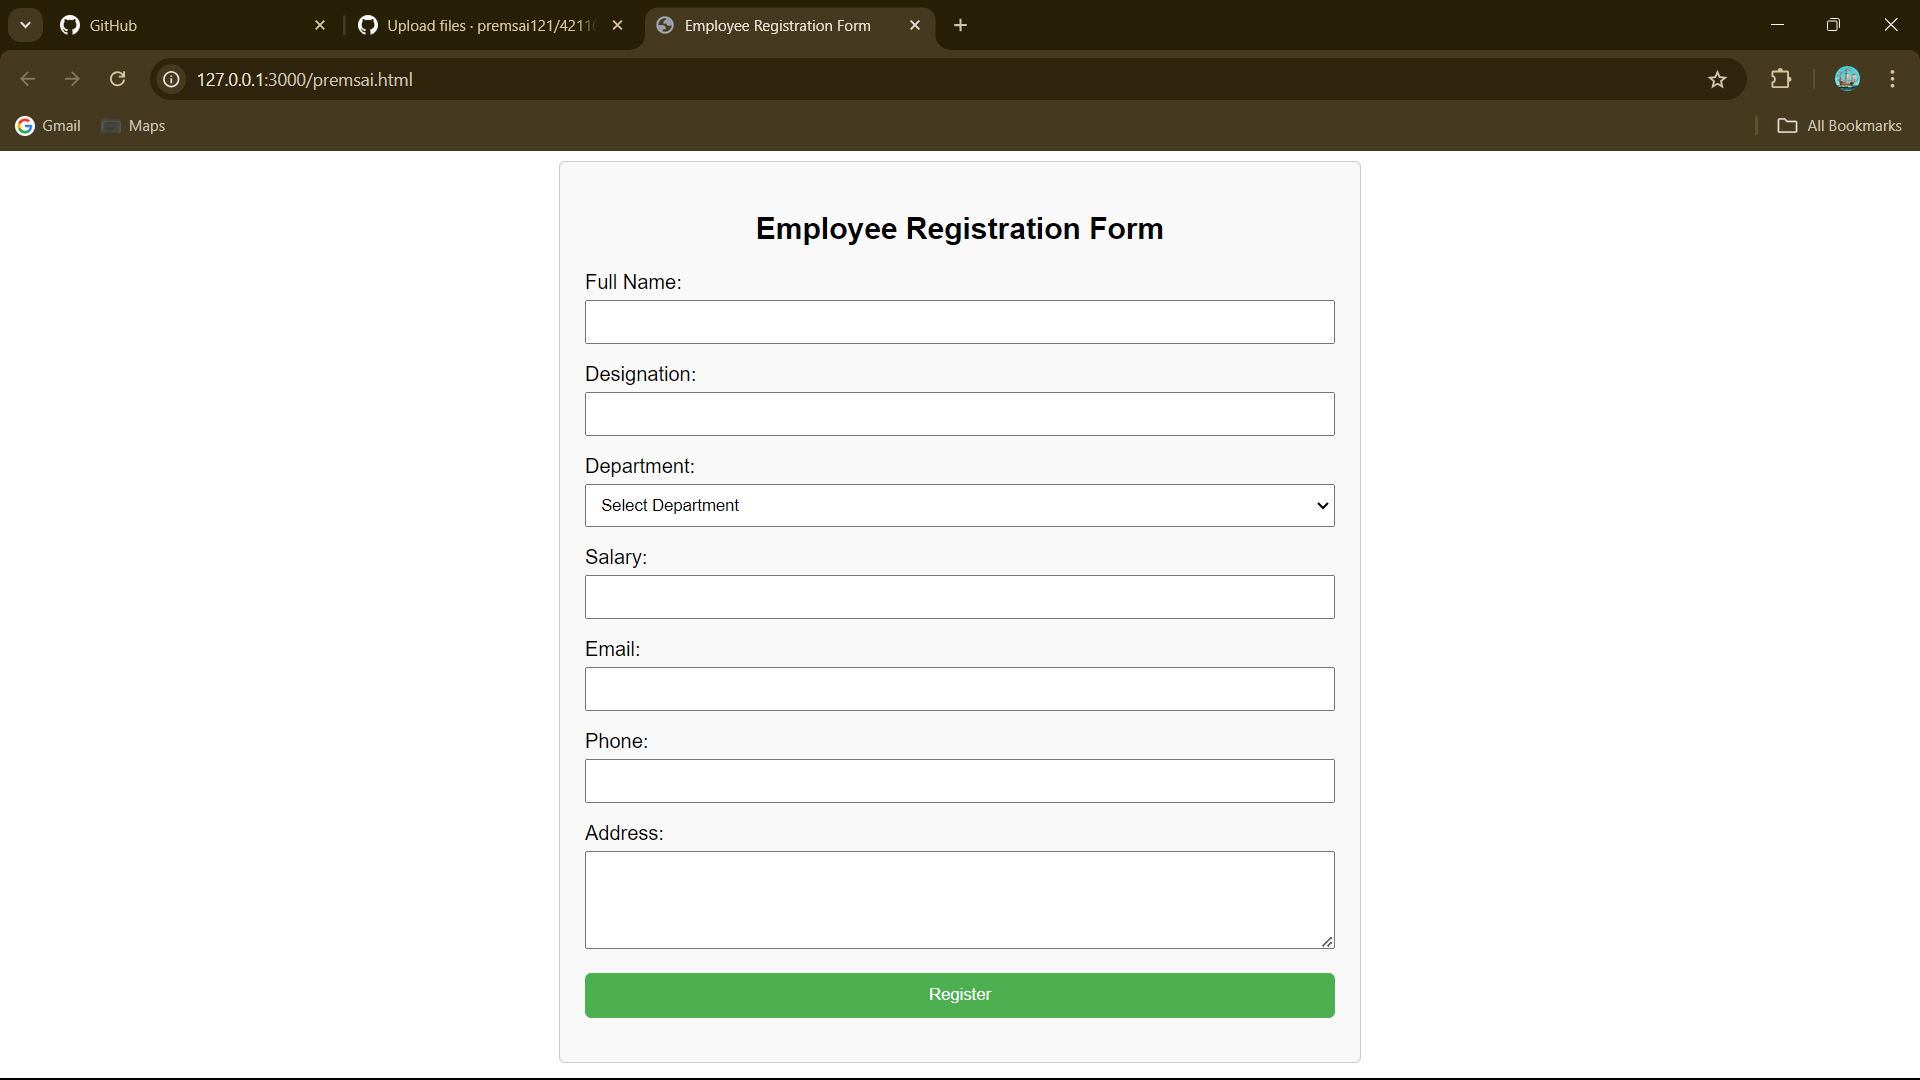 GitHub
Upload files · premsai121/4211
Employee Registration Form
127.0.0.1:3000/premsai.html
Gmail
Maps
All Bookmarks
Employee Registration Form
Full Name:
Designation:
Department:
Select Department
Salary:
Email:
Phone:
Address:
Register